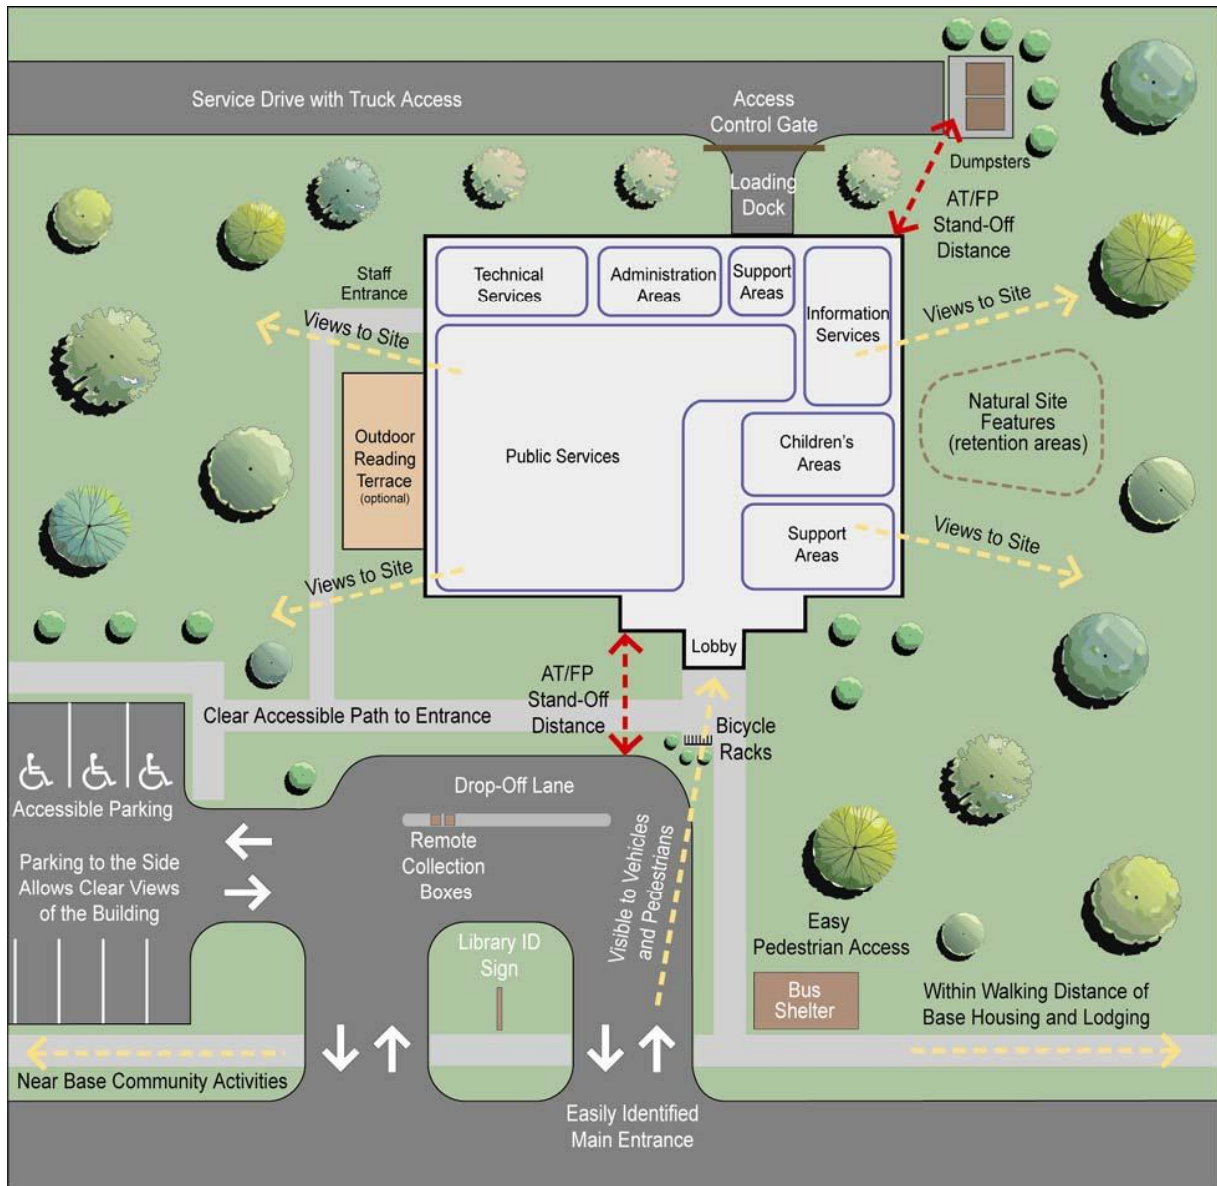 Service Drive with Truck Access
Access
Control Gate
Loading
Dock
Dumpsters
AT/FP
Stand-Off
Distance
Staff
Entrance
Technical
Services
Administration
Areas
Support
Areas
Information
Services
Views to Site
Views to Site
Natural Site
Features
(retention areas)
Outdoor
Reading
Terrace
(optional)
Public Services
Children's
Areas
Support
Areas
Views to Site
Views to Site
Lobby
AT/FP
Stand-Off
Distance
Clear Accessible Path to Entrance
Bicycle
Racks
Accessible Parking
Drop-Off Lane
Remote
Collection
Boxes
Parking to the Side
Allows Clear Views
of the Building
Visible to Vehicles
and Pedestrians
Easy
Pedestrian Access
Library ID
Sign
Bus
Shelter
Within Walking Distance of
Base Housing and Lodging
Near Base Community Activities
Easily Identified
Main Entrance